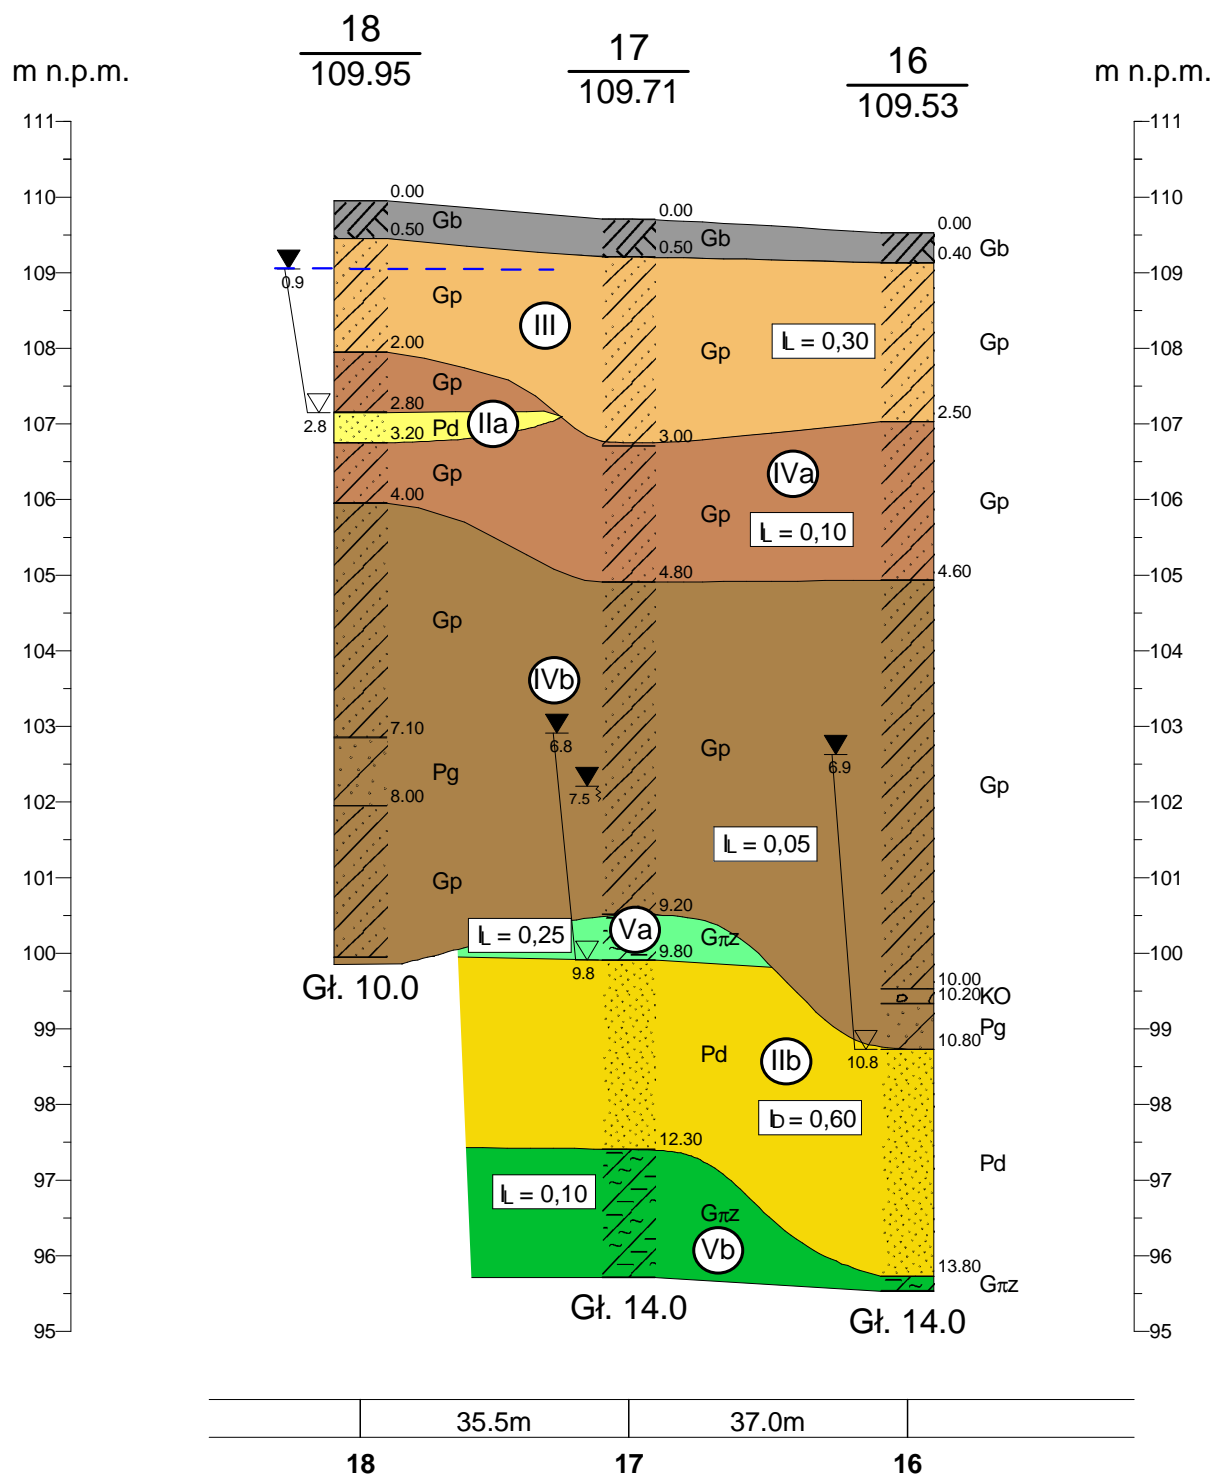 18
109.95
17
109.71
16
109.53
m n.p.m.
m n.p.m.
111
110
109
108
107
106
105
104
103
102
101
100
99
98
97
96
95
111
110
109
108
107
106
105
104
103
102
101
100
99
98
97
96
95
0.00
Gb
0.50
0.9
Gp
III
2.00
Gp
2.80
2.8
Pd
IIa
3.20
Gp
4.00
Gp
IVb
7.10
Pg
8.00
Gp
Gł. 10.0
0.00
Gb
0.50
Gp
3.00
Gp
4.80
6.8
7.5
Gp
9.20
Va
Gπz
9.80
9.8
IL = 0,25
Pd
IIb
ID = 0,60
12.30
IL = 0,10
Gπz
Vb
Gł. 14.0
0.00
0.40
Gb
IL = 0,30
Gp
2.50
IVa
IL = 0,10
Gp
4.60
6.9
Gp
IL = 0,05
10.00
10.20
KO
Pg
10.80
10.8
Pd
13.80
Gπz
Gł. 14.0
35.5m
37.0m
18
17
16